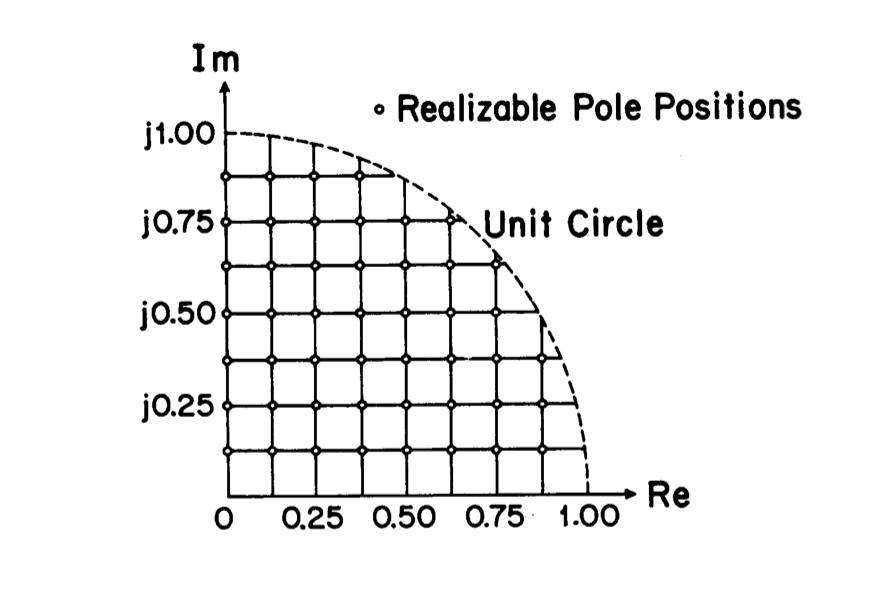 Im
Realizable Pole Positions
j1.00
j0.75
Unit Circle
j0.50
j0.25
Re
0 0.25 0.50 0.75 1.00